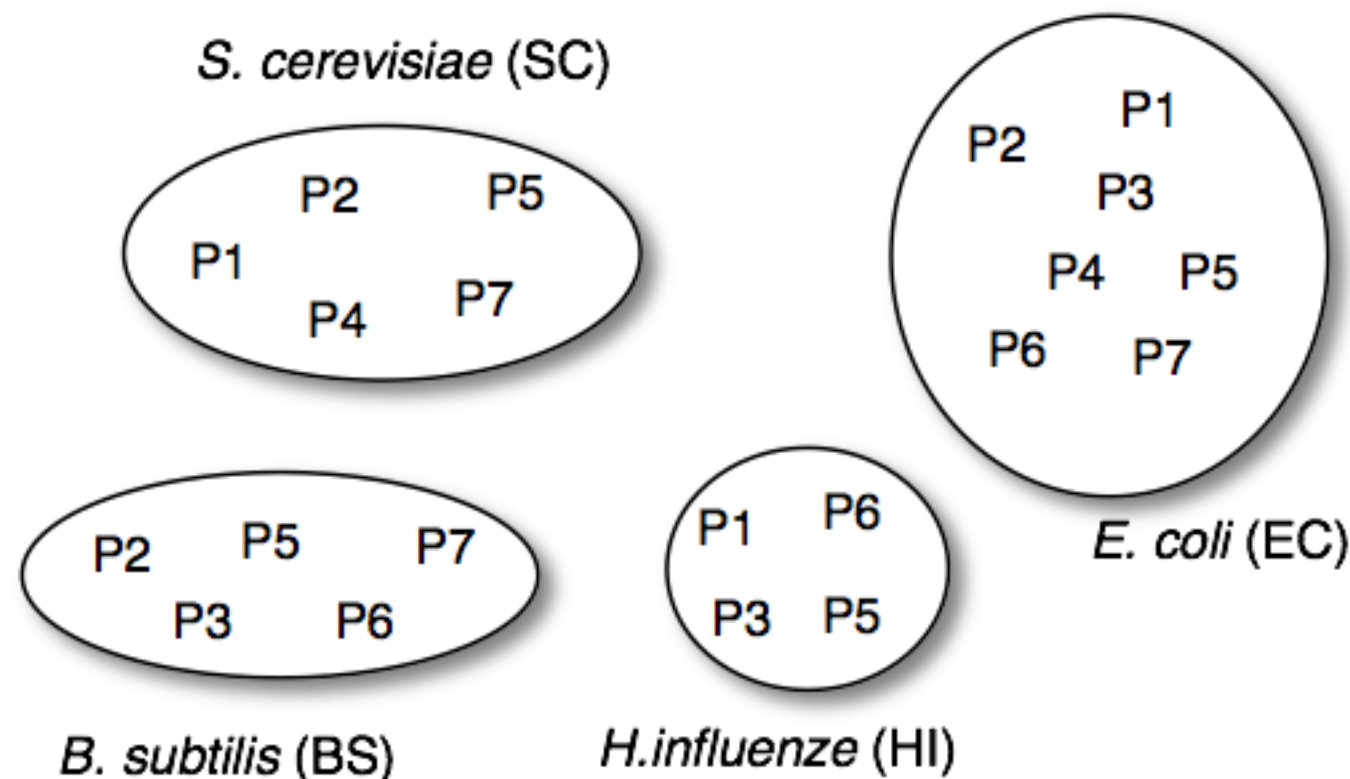 S. cerevisiae (SC)
P2 P5
P1
P4 P7
P1
P2
P3
P4 P5
P6 P7
E. coli (EC)
P2 P5 P7
P3 P6
B. subtilis (BS)
P1 P6
P3 P5
H.influenze (HI)